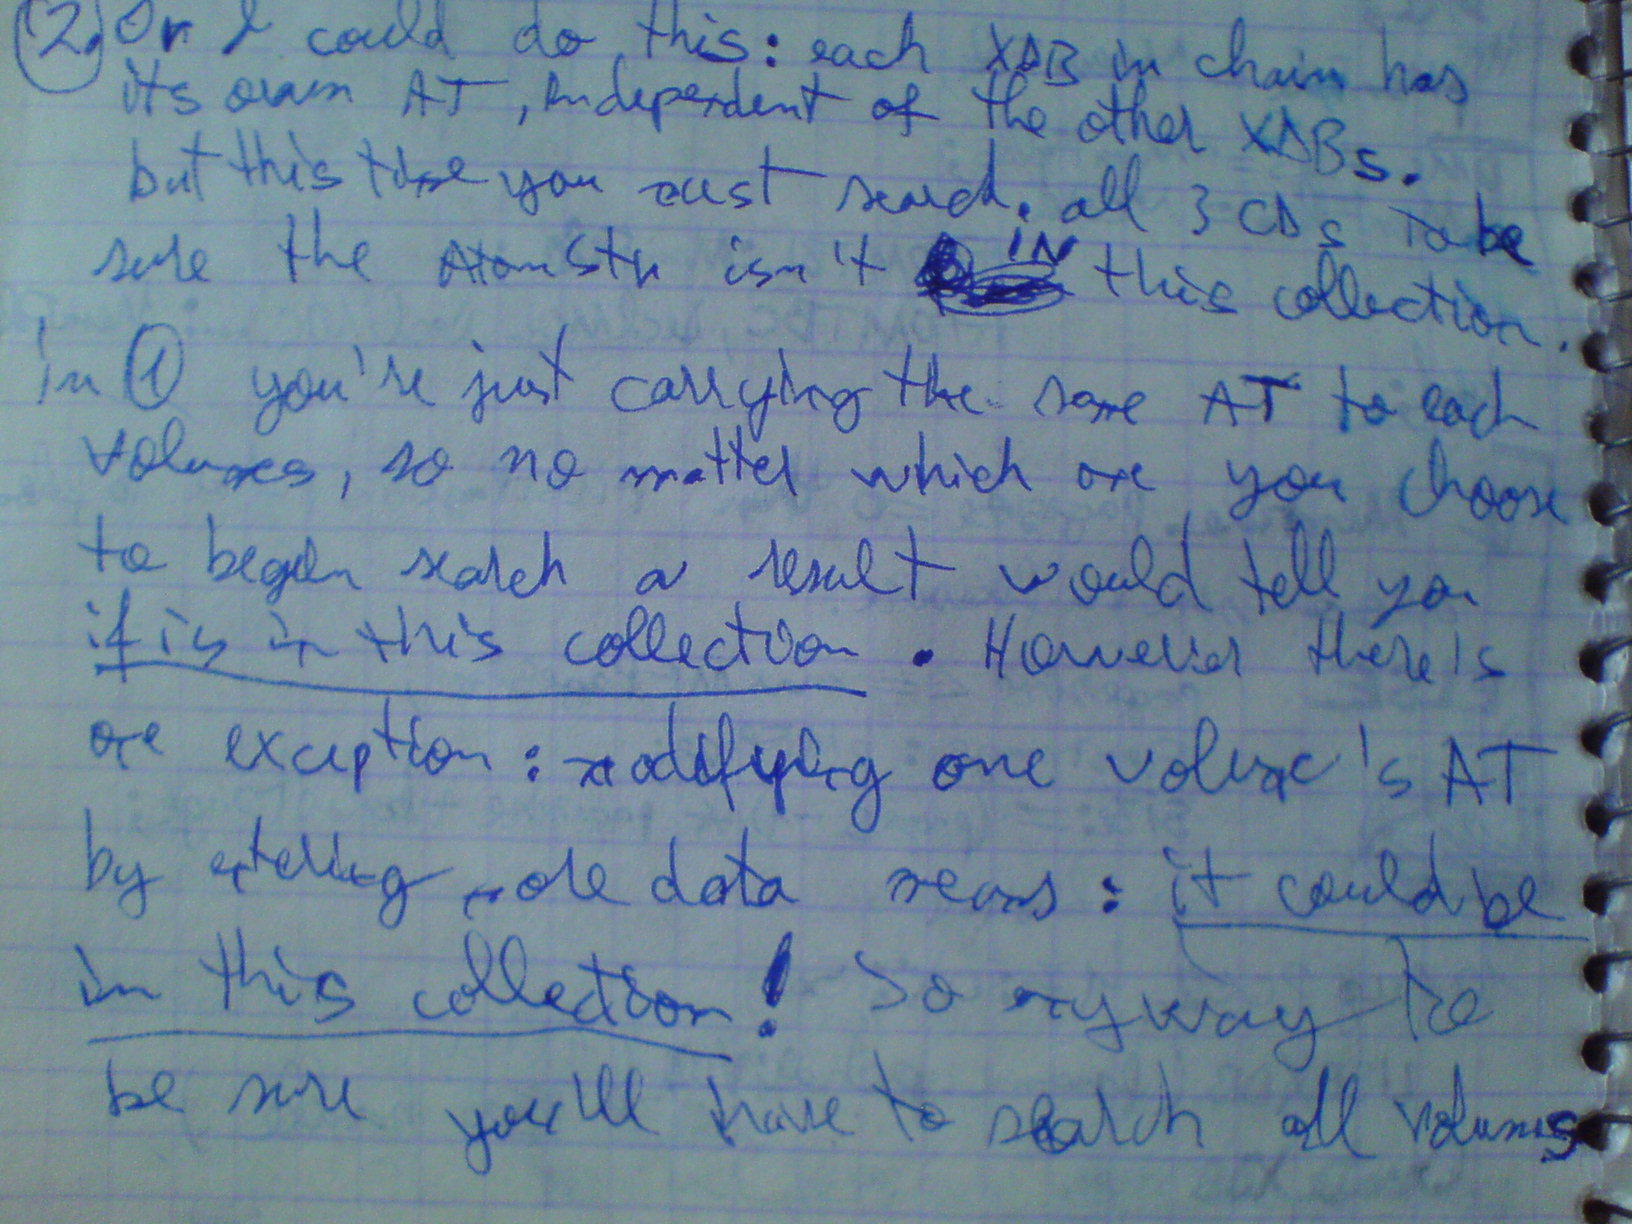 2. Or I could do this: each XDB in chain has
its own AT, independent of the other XDBs.
but this time you must search all 3 CDs to be
sure the AtomStr isn't IN this collection.
in 1 you're just carrying the same AT to each
volumes, so no matter which one you choose
to begin search a result would tell you
if is in this collection. However there's
one exception: modifying one volume's AT
by entering more data means: it could be
in this collection! So anyway to
be sure you'll have to search all volumes